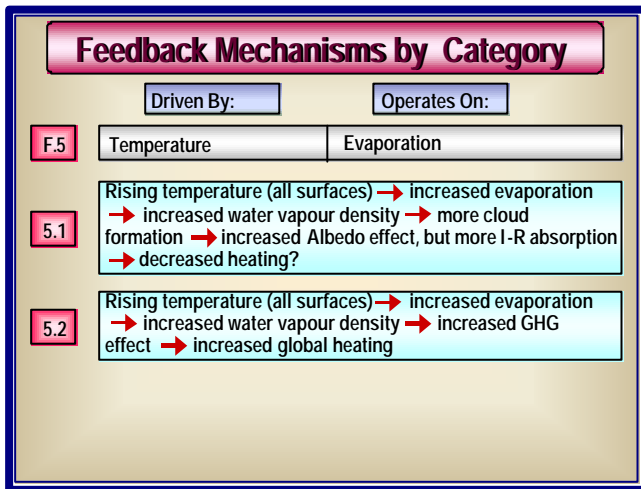 Feedback Mechanisms by Category
Driven By: Operates On:
F.5 Temperature Evaporation
5.1
Rising temperature (all surfaces) → increased evaporation
→ increased water vapour density → more cloud
formation → increased Albedo effect, but more I-R absorption
→ decreased heating?
5.2
Rising temperature (all surfaces) → increased evaporation
→ increased water vapour density → increased GHG
effect → increased global heating